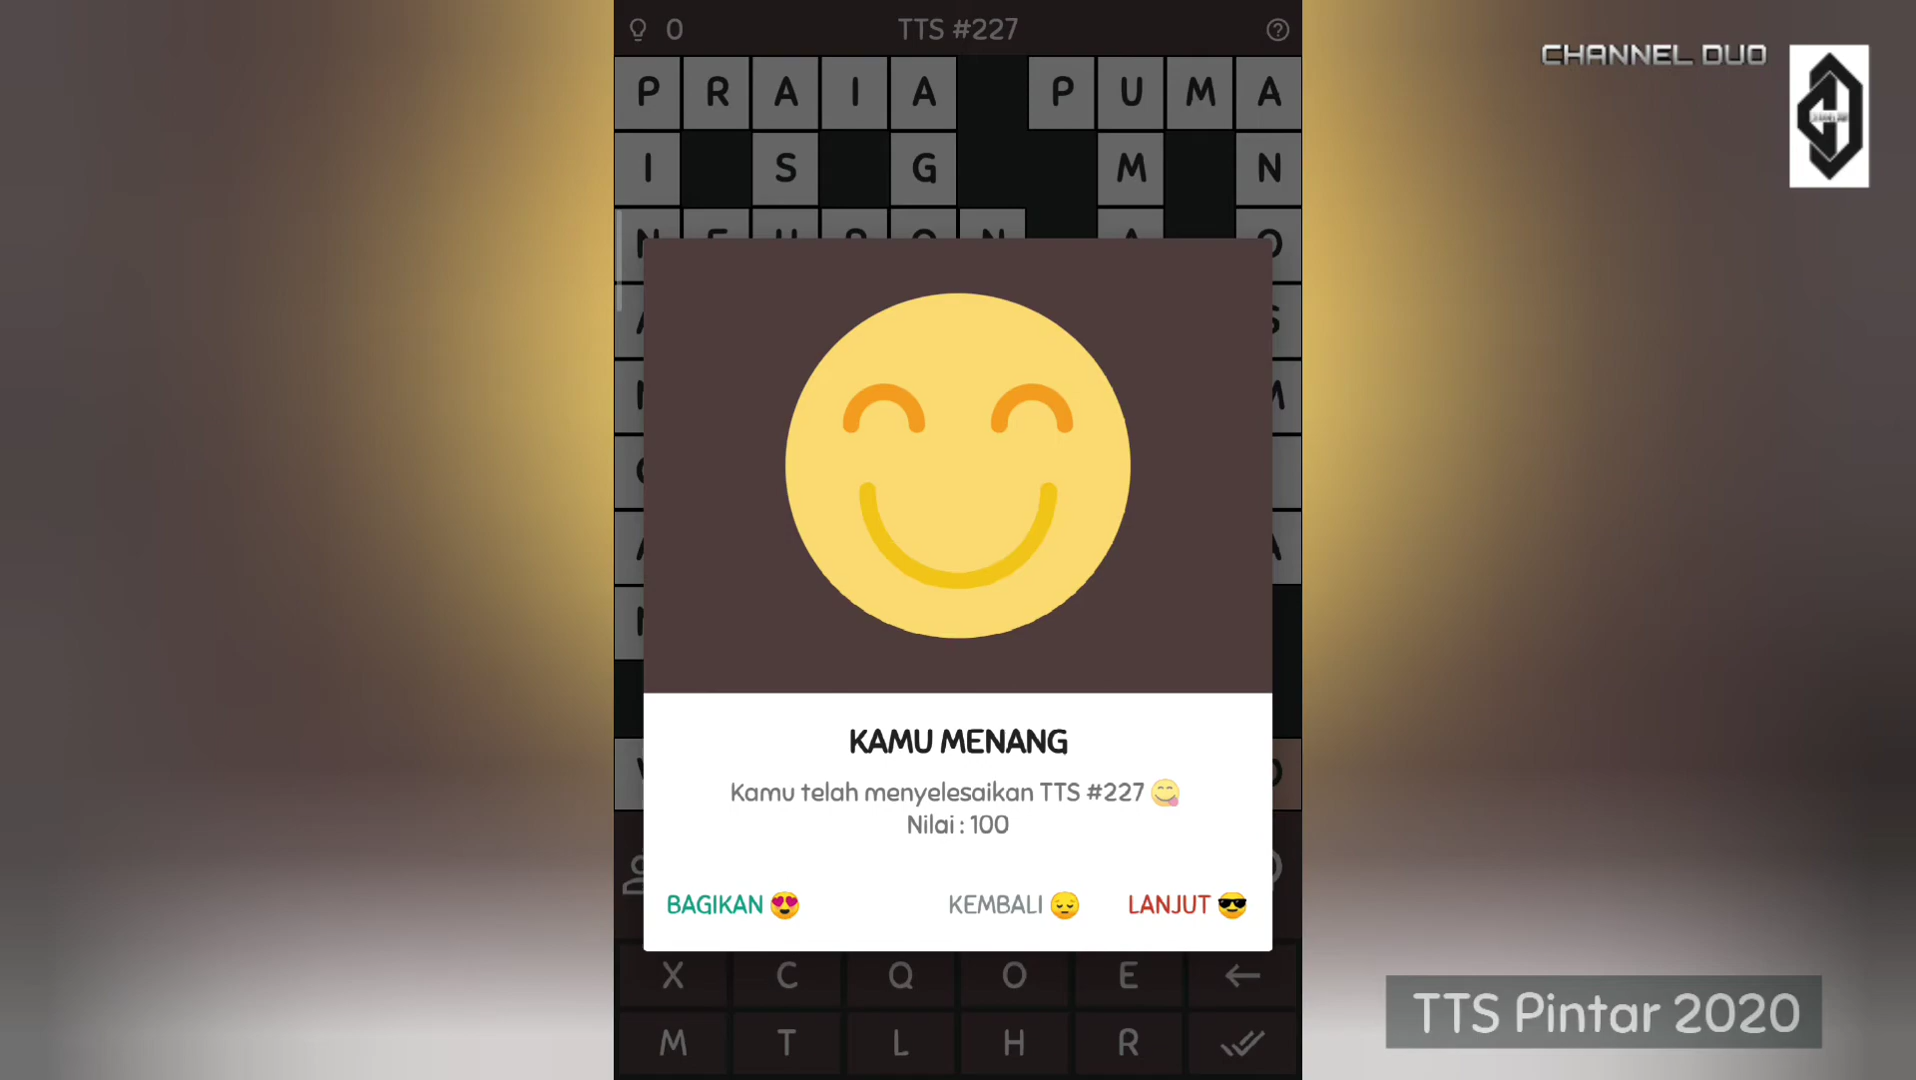 0 TTS #227
CHANNEL DUO
P R A I A P U M A
I S G M N
N E U R O N A O
KAMU MENANG
Kamu telah menyelesaikan TTS #227 😋
Nilai : 100
BAGIKAN 😍 KEMBALI 😔 LANJUT 😎
X C Q O E ←
M T L H R
TTS Pintar 2020